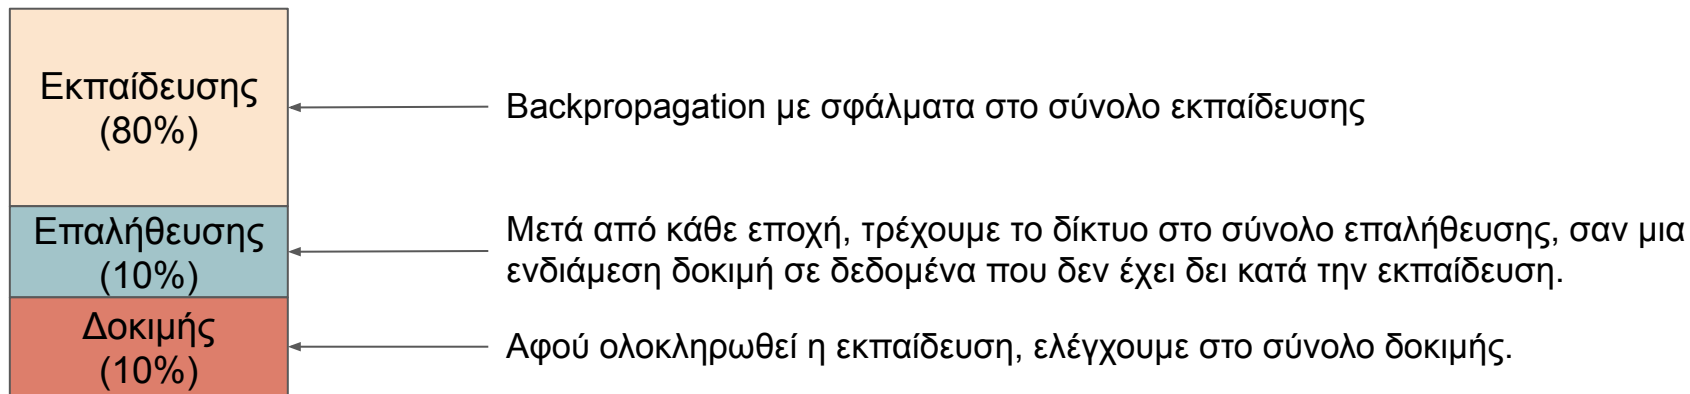 Εκπαίδευσης
(80%)
Backpropagation με σφάλματα στο σύνολο εκπαίδευσης
Επαλήθευσης
(10%)
Μετά από κάθε εποχή, τρέχουμε το δίκτυο στο σύνολο επαλήθευσης, σαν μια
ενδιάμεση δοκιμή σε δεδομένα που δεν έχει δει κατά την εκπαίδευση.
Δοκιμής
(10%)
Αφού ολοκληρωθεί η εκπαίδευση, ελέγχουμε στο σύνολο δοκιμής.